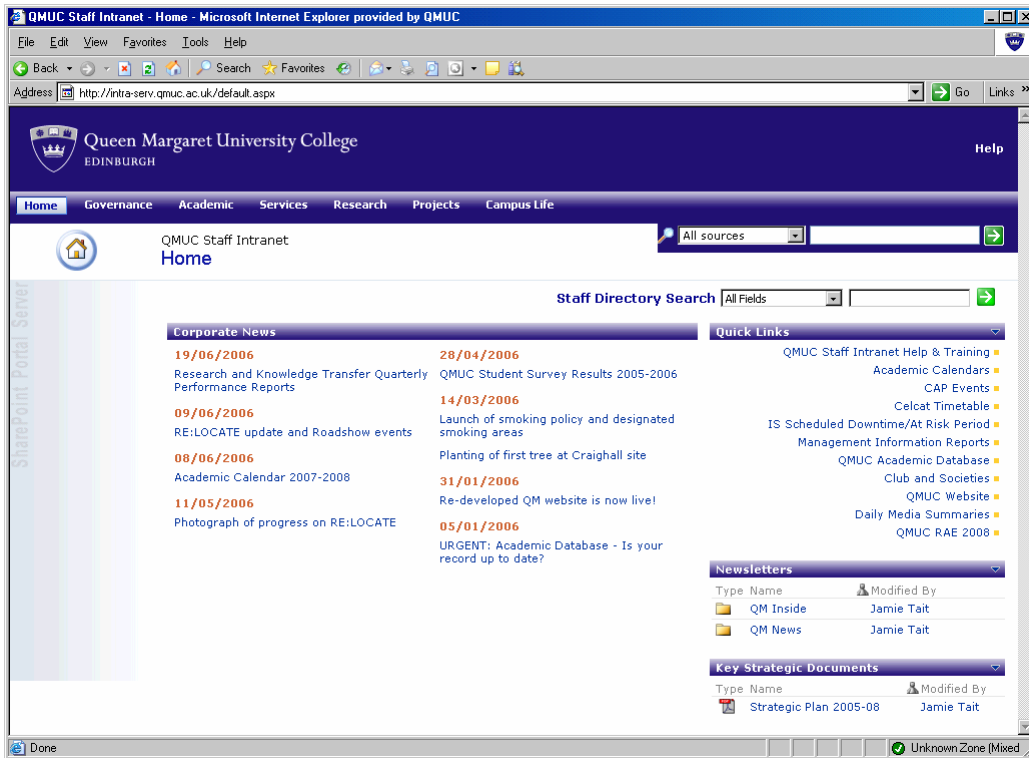 QMUC Staff Intranet - Home - Microsoft Internet Explorer provided by QMUC
File Edit View Favorites Tools Help
Back Search Favorites
Address http://intra-serv.qmuc.ac.uk/default.aspx Go Links »
Queen Margaret University College
EDINBURGH
Help
Home Governance Academic Services Research Projects Campus Life
QMUC Staff Intranet
Home
All sources
Staff Directory Search All Fields
SharePoint Portal Server
Corporate News
19/06/2006
Research and Knowledge Transfer Quarterly
Performance Reports
09/06/2006
RE:LOCATE update and Roadshow events
08/06/2006
Academic Calendar 2007-2008
11/05/2006
Photograph of progress on RE:LOCATE
28/04/2006
QMUC Student Survey Results 2005-2006
14/03/2006
Launch of smoking policy and designated
smoking areas
Planting of first tree at Craighall site
31/01/2006
Re-developed QM website is now live!
05/01/2006
URGENT: Academic Database - Is your
record up to date?
Quick Links
QMUC Staff Intranet Help & Training
Academic Calendars
CAP Events
Celcat Timetable
IS Scheduled Downtime/At Risk Period
Management Information Reports
QMUC Academic Database
Club and Societies
QMUC Website
Daily Media Summaries
QMUC RAE 2008
Newsletters
Type Name Modified By
QM Inside Jamie Tait
QM News Jamie Tait
Key Strategic Documents
Type Name Modified By
Strategic Plan 2005-08 Jamie Tait
Done Unknown Zone (Mixed